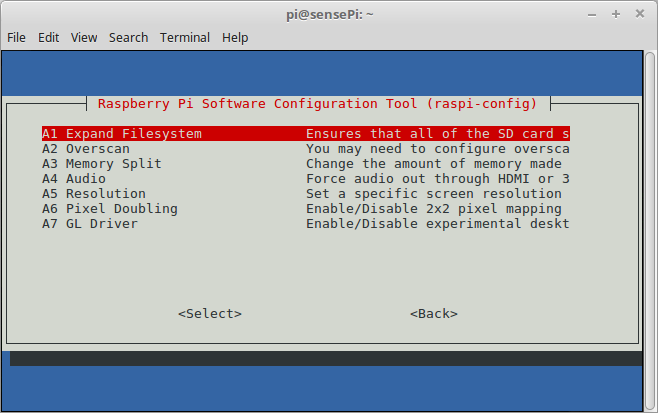 pi@sensePi: ~
File Edit View Search Terminal Help
Raspberry Pi Software Configuration Tool (raspi-config)
A1 Expand Filesystem Ensures that all of the SD card s
A2 Overscan You may need to configure oversca
A3 Memory Split Change the amount of memory made
A4 Audio Force audio out through HDMI or 3
A5 Resolution Set a specific screen resolution
A6 Pixel Doubling Enable/Disable 2x2 pixel mapping
A7 GL Driver Enable/Disable experimental deskt
<Select> <Back>